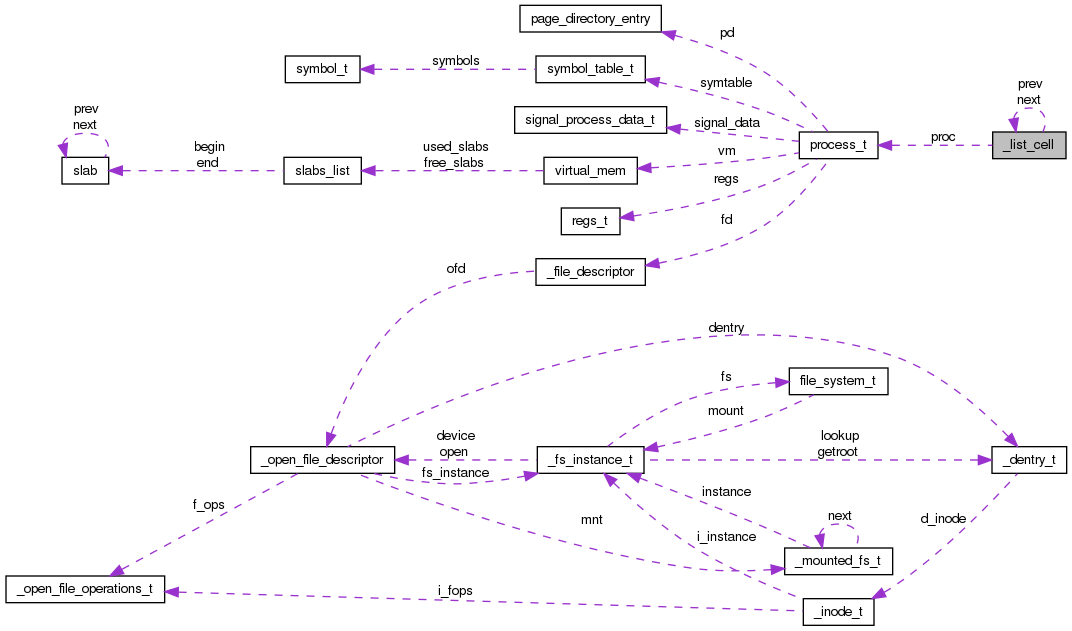 page_directory_entry
pd
symbol_t
symbols
symbol_table_t
symtable
prev
next
prev
next
signal_process_data_t
signal_data
process_t
proc
_list_cell
slab
begin
end
slabs_list
used_slabs
free_slabs
virtual_mem
vm
regs
regs_t
fd
ofd
_file_descriptor
dentry
fs
file_system_t
mount
_open_file_descriptor
device
open
fs_instance
_fs_instance_t
lookup
getroot
_dentry_t
instance
f_ops
mnt
next
d_inode
i_instance
_mounted_fs_t
_open_file_operations_t
i_fops
_inode_t